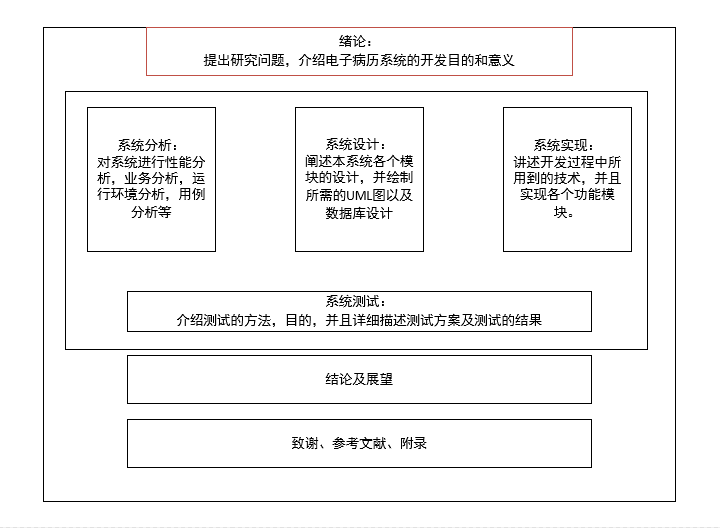 绪论：
提出研究问题，介绍电子病历系统的开发目的和意义
系统分析：
对系统进行性能分
析，业务分析，运
行环境分析，用例
分析等
系统设计：
阐述本系统各个模
块的设计，并绘制
所需的UML图以及
数据库设计
系统实现：
讲述开发过程中所
用到的技术，并且
实现各个功能模
块。
系统测试：
介绍测试的方法，目的，并且详细描述测试方案及测试的结果
结论及展望
致谢、参考文献、附录